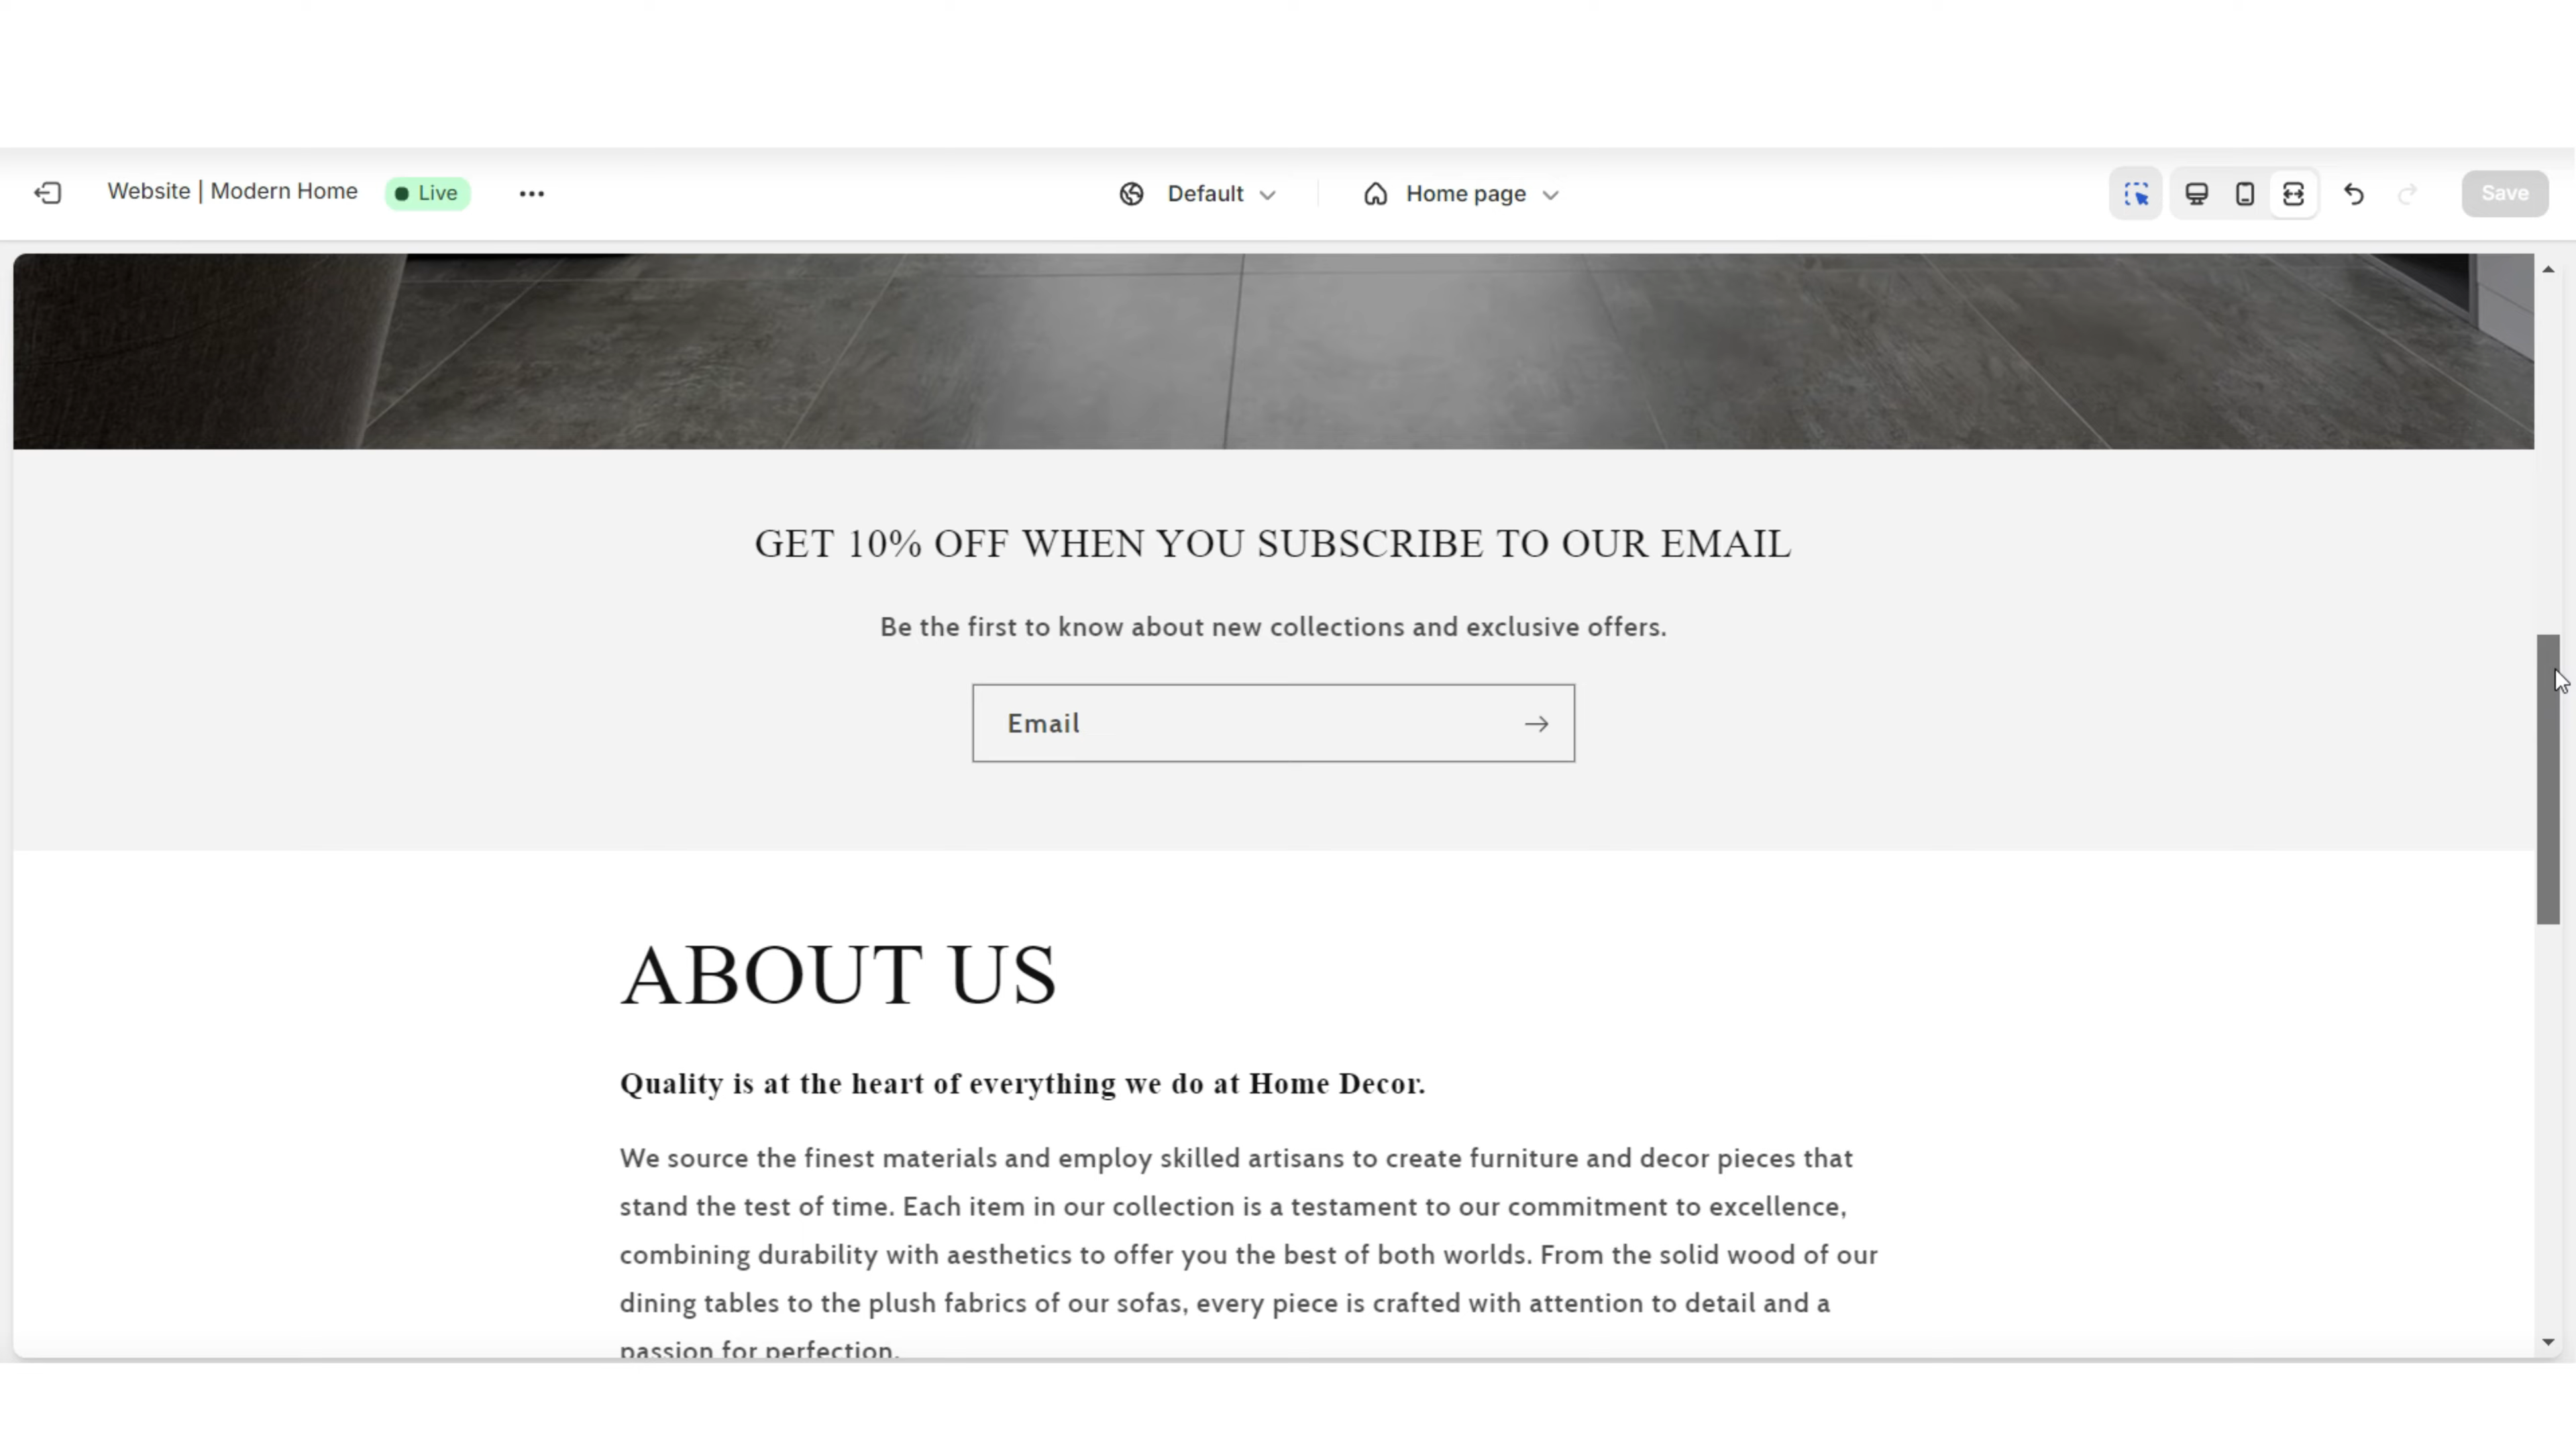 Website | Modern Home
Live
Default
Home page
Save
GET 10% OFF WHEN YOU SUBSCRIBE TO OUR EMAIL
Be the first to know about new collections and exclusive offers.
Email
ABOUT US
Quality is at the heart of everything we do at Home Decor.
We source the finest materials and employ skilled artisans to create furniture and decor pieces that
stand the test of time. Each item in our collection is a testament to our commitment to excellence,
combining durability with aesthetics to offer you the best of both worlds. From the solid wood of our
dining tables to the plush fabrics of our sofas, every piece is crafted with attention to detail and a
passion for perfection.